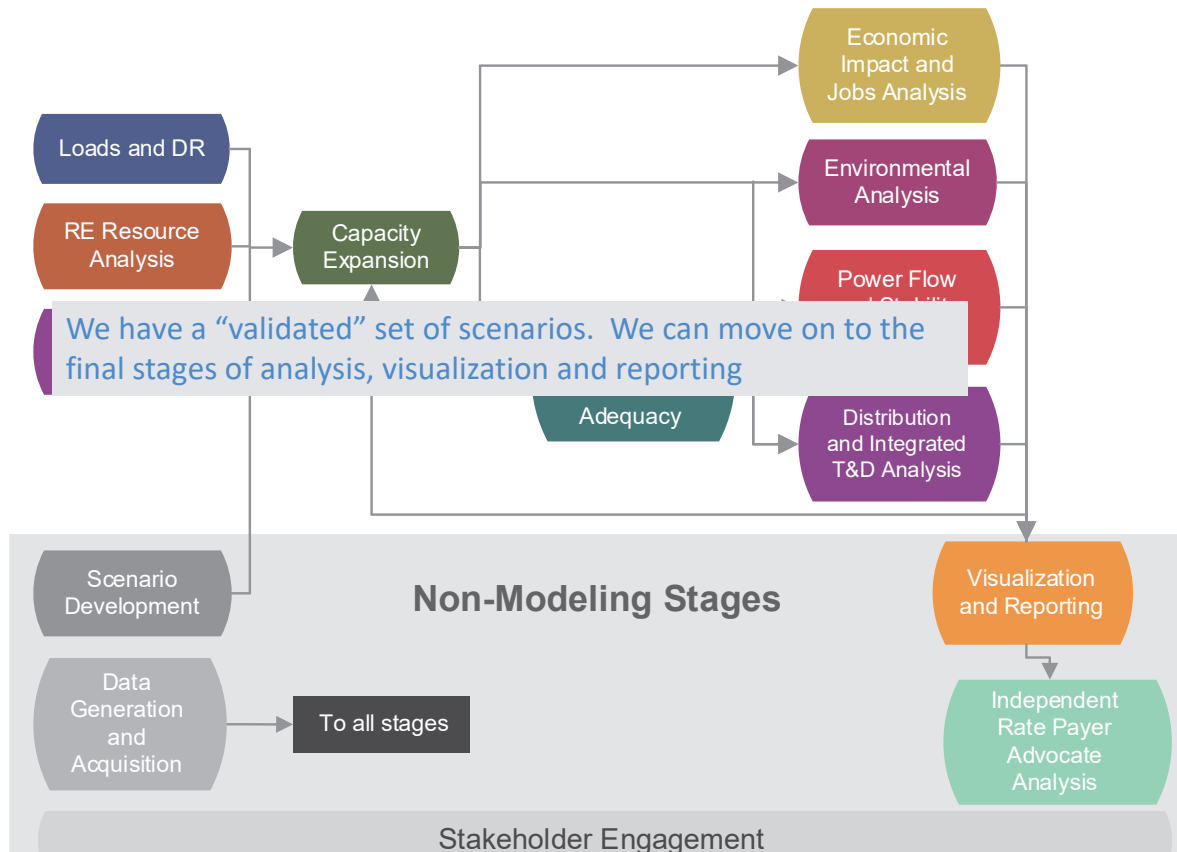 Economic
Impact and
Jobs Analysis
Loads and DR
Environmental
Analysis
RE Resource
Analysis
Capacity
Expansion
Power Flow
We have a “validated” set of scenarios.  We can move on to the
final stages of analysis, visualization and reporting
Adequacy
Distribution
and Integrated
T&D Analysis
Scenario
Development
Non-Modeling Stages
Visualization
and Reporting
Data
Generation
and
Acquisition
To all stages
Independent
Rate Payer
Advocate
Analysis
Stakeholder Engagement